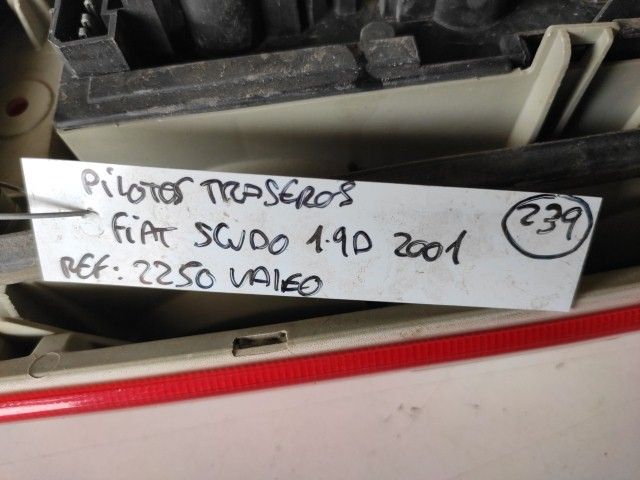 PILOTOS TRASEROS
FIAT SCUDO 1.9D 2001
REF: 2250 VALEO
239